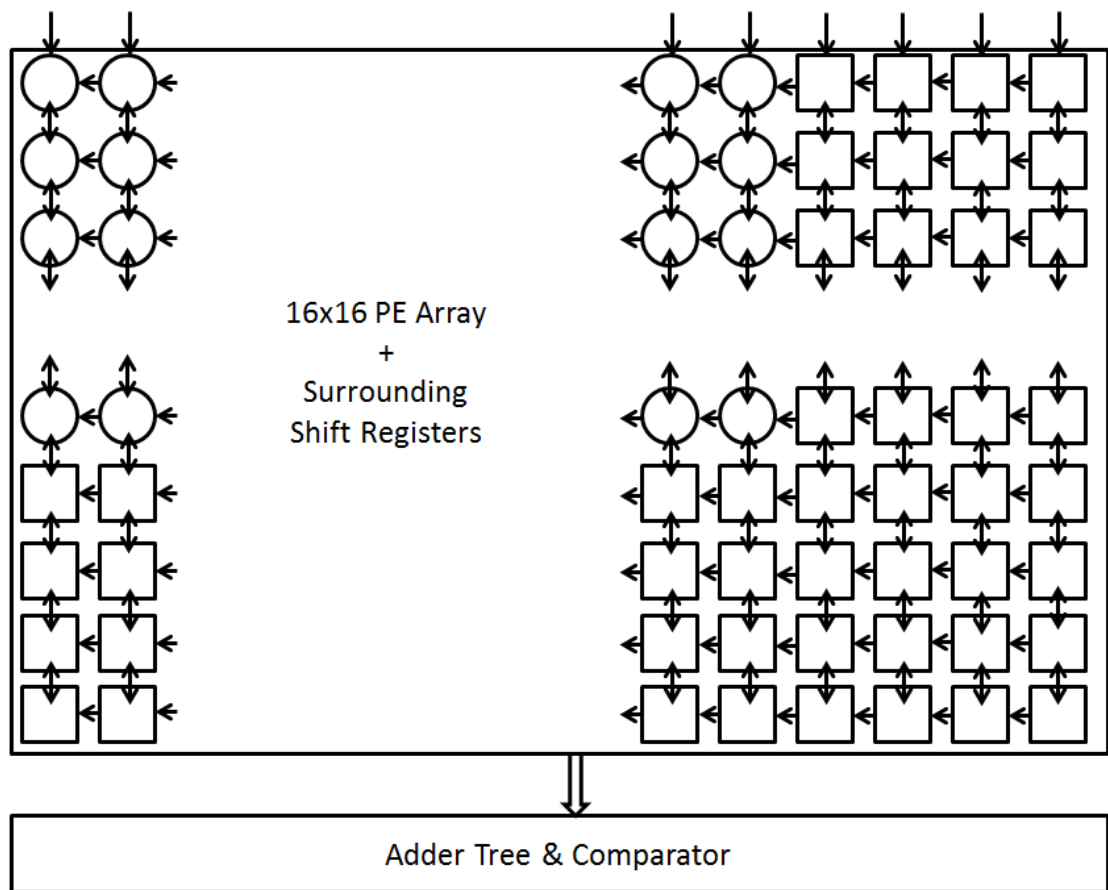 16x16 PE Array
+
Surrounding
Shift Registers
Adder Tree & Comparator